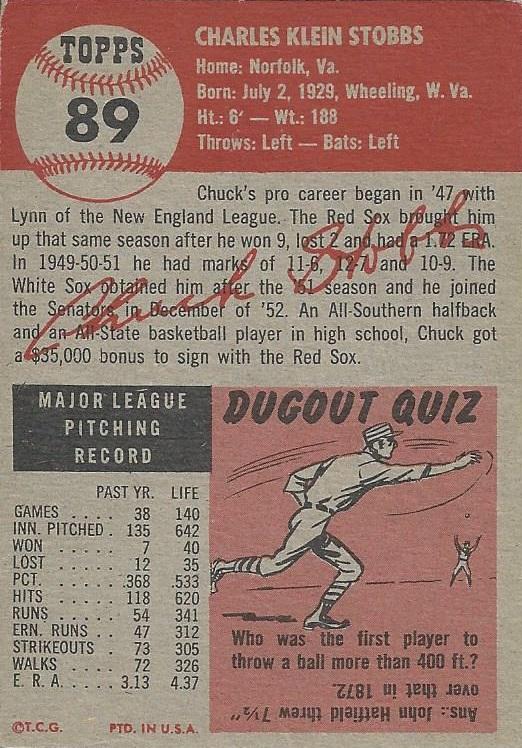 TOPPS
89
CHARLES KLEIN STOBBS
Home: Norfolk, Va.
Born: July 2, 1929, Wheeling, W. Va.
Ht.: 6' — Wt.: 188
Throws: Left — Bats: Left
Chuck's pro career began in '47 with
Lynn of the New England League. The Red Sox brought him
up that same season after he won 9, lost 2 and had a 1.72 ERA.
In 1949-50-51 he had marks of 11-6, 12-7 and 10-9. The
White Sox obtained him after the '51 season and he joined
the Senators in December of '52. An All-Southern halfback
and an All-State basketball player in high school, Chuck got
a $35,000 bonus to sign with the Red Sox.
Chuck Stobbs
MAJOR LEAGUE
PITCHING
RECORD
PAST YR. LIFE
GAMES ...... 38 140
INN. PITCHED . 135 642
WON ...... 7 40
LOST ...... 12 35
PCT. ...... .368 .533
HITS ...... 118 620
RUNS ...... 54 341
ERN. RUNS .. 47 312
STRIKEOUTS . 73 305
WALKS .... 72 326
E. R. A. .... 3.13 4.37
©T.C.G. PTD. IN U.S.A.
DUGOUT QUIZ
Who was the first player to
throw a ball more than 400 ft.?
Ans.: John Hatfield threw 7½"
over that in 1872.